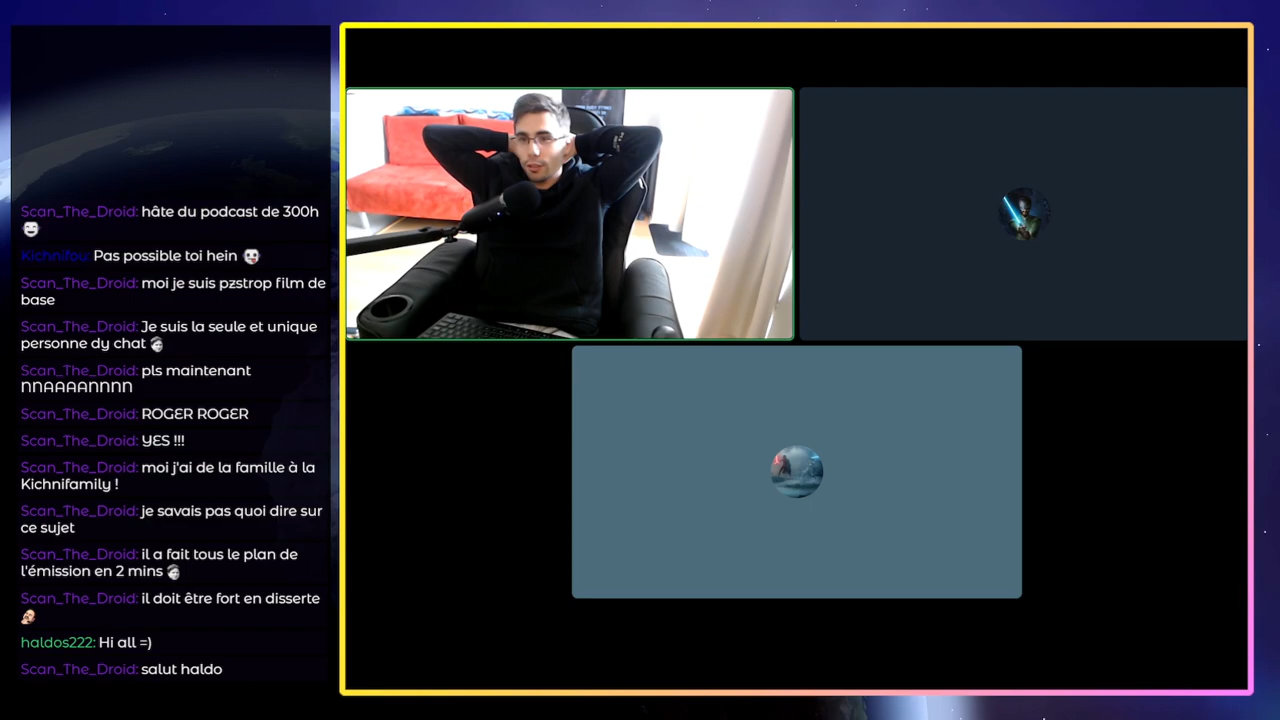 Scan_The_Droid: hâte du podcast de 300h
Kichnifou: Pas possible toi hein
Scan_The_Droid: moi je suis pzstrop film de
base
Scan_The_Droid: Je suis la seule et unique
personne dy chat
Scan_The_Droid: pls maintenant
ՈՈAAAAՈՈՈՈ
Scan_The_Droid: ROGER ROGER
Scan_The_Droid: YES !!!
Scan_The_Droid: moi j'ai de la famille à la
Kichnifamily !
Scan_The_Droid: je savais pas quoi dire sur
ce sujet
Scan_The_Droid: il a fait tous le plan de
l'émission en 2 mins
Scan_The_Droid: il doit être fort en disserte
haldos222: Hi all =)
Scan_The_Droid: salut haldo